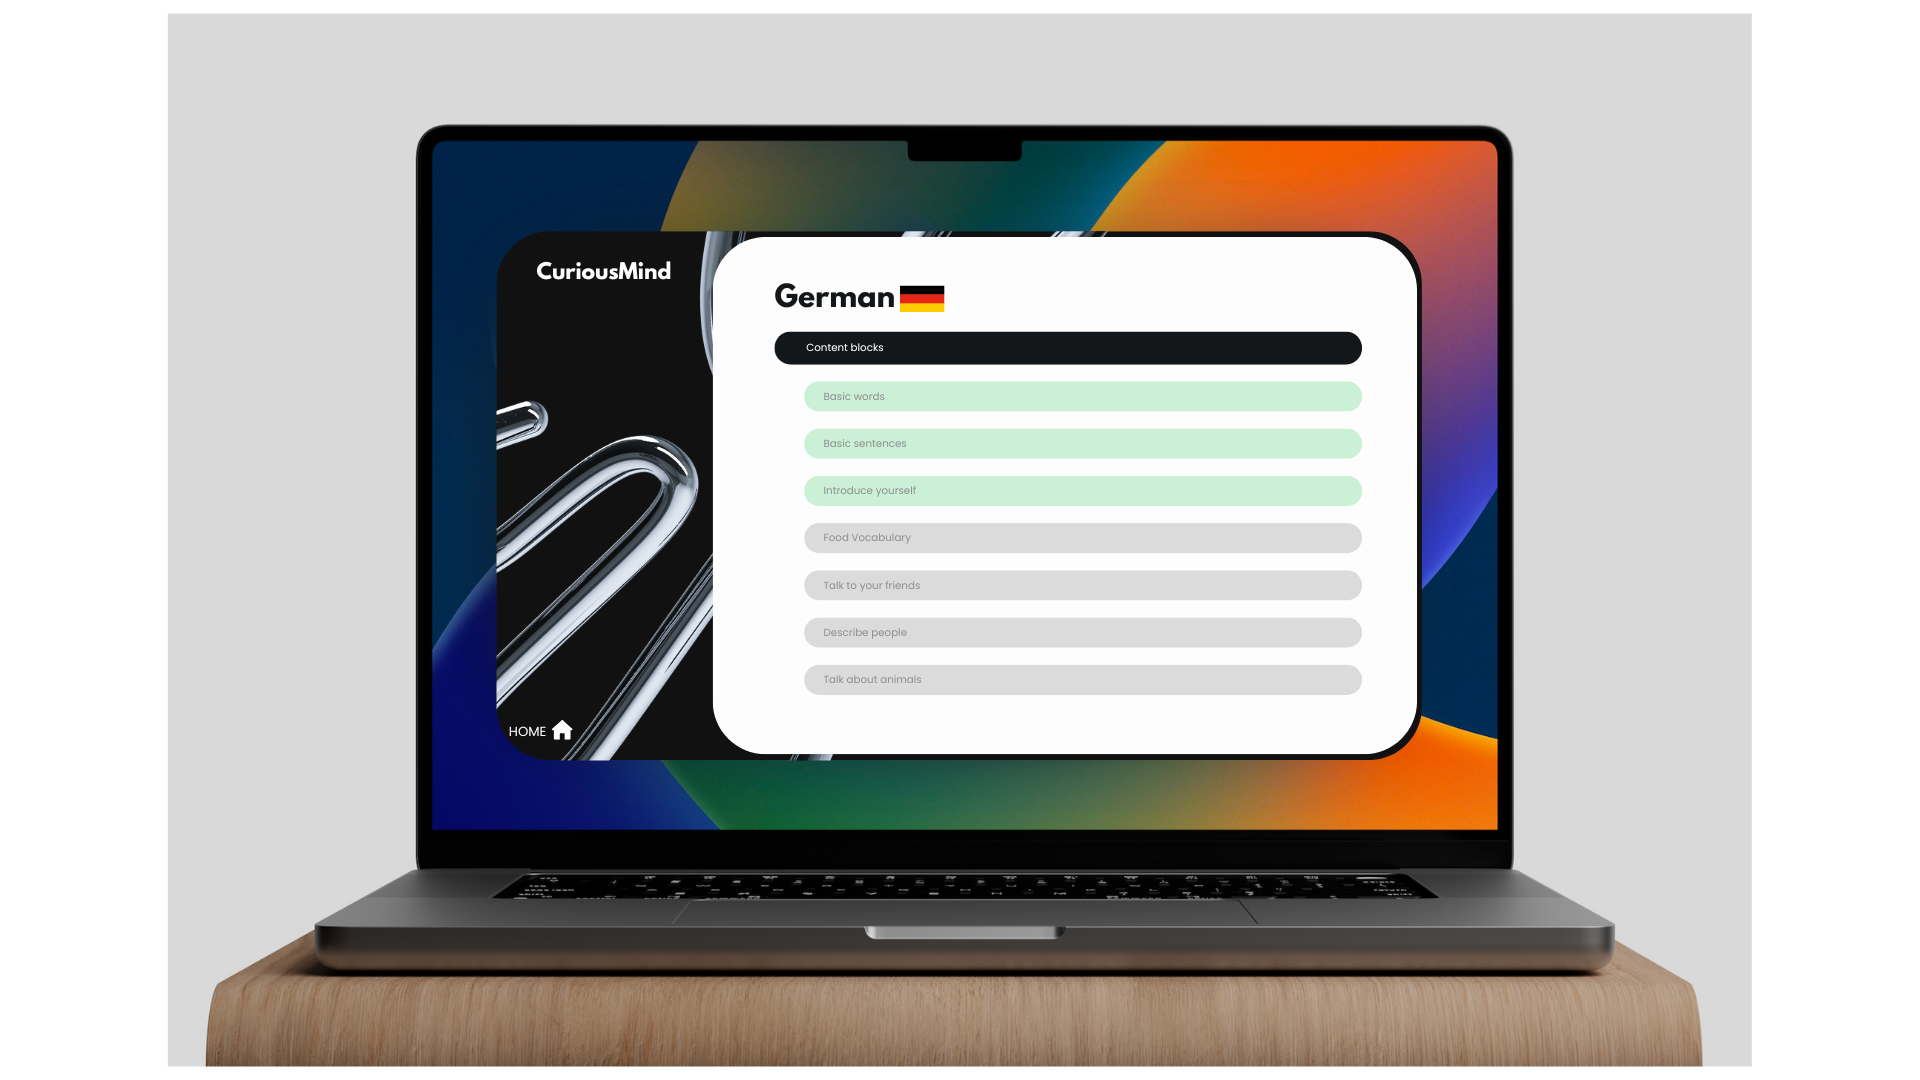 CuriousMind
German
Content blocks
Basic words
Basic sentences
Introduce yourself
Food Vocabulary
Talk to your friends
Describe people
Talk about animals
HOME